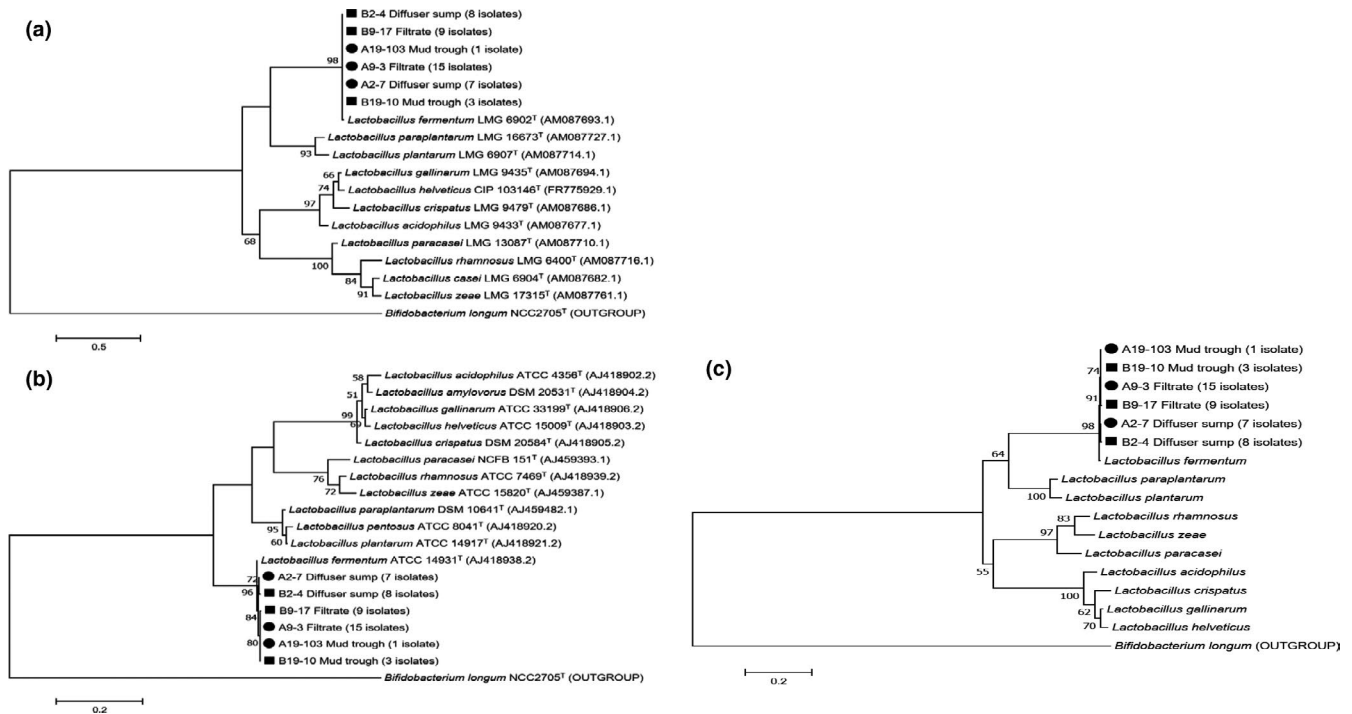 (a)
B2-4 Diffuser sump (8 isolates)
B9-17 Filtrate (9 isolates)
A19-103 Mud trough (1 isolate)
98
A9-3 Filtrate (15 isolates)
A2-7 Diffuser sump (7 isolates)
B19-10 Mud trough (3 isolates)
Lactobacillus fermentum LMG 6902ᵀ (AM087693.1)
Lactobacillus paraplantarum LMG 16673ᵀ (AM087727.1)
93
Lactobacillus plantarum LMG 6907ᵀ (AM087714.1)
66
Lactobacillus gallinarum LMG 9435ᵀ (AM087694.1)
74
Lactobacillus helveticus CIP 103146ᵀ (FR775929.1)
97
Lactobacillus crispatus LMG 9479ᵀ (AM087686.1)
Lactobacillus acidophilus LMG 9433ᵀ (AM087677.1)
68
Lactobacillus paracasei LMG 13087ᵀ (AM087710.1)
100
Lactobacillus rhamnosus LMG 6400ᵀ (AM087716.1)
84
Lactobacillus casei LMG 6904ᵀ (AM087682.1)
91
Lactobacillus zeae LMG 17315ᵀ (AM087761.1)
Bifidobacterium longum NCC2705ᵀ (OUTGROUP)
0.5
(b)
58
Lactobacillus acidophilus ATCC 4356ᵀ (AJ418902.2)
51
Lactobacillus amylovorus DSM 20531ᵀ (AJ418904.2)
99
Lactobacillus gallinarum ATCC 33199ᵀ (AJ418906.2)
69
Lactobacillus helveticus ATCC 15009ᵀ (AJ418903.2)
Lactobacillus crispatus DSM 20584ᵀ (AJ418905.2)
Lactobacillus paracasei NCFB 151ᵀ (AJ459393.1)
76
Lactobacillus rhamnosus ATCC 7469ᵀ (AJ418939.2)
72
Lactobacillus zeae ATCC 15820ᵀ (AJ459387.1)
Lactobacillus paraplantarum DSM 10641ᵀ (AJ459482.1)
95
Lactobacillus pentosus ATCC 8041ᵀ (AJ418920.2)
60
Lactobacillus plantarum ATCC 14917ᵀ (AJ418921.2)
Lactobacillus fermentum ATCC 14931ᵀ (AJ418938.2)
72
A2-7 Diffuser sump (7 isolates)
96
B2-4 Diffuser sump (8 isolates)
B9-17 Filtrate (9 isolates)
84
A9-3 Filtrate (15 isolates)
80
A19-103 Mud trough (1 isolate)
B19-10 Mud trough (3 isolates)
Bifidobacterium longum NCC2705ᵀ (OUTGROUP)
0.2
(c)
A19-103 Mud trough (1 isolate)
74
B19-10 Mud trough (3 isolates)
A9-3 Filtrate (15 isolates)
91
B9-17 Filtrate (9 isolates)
98
A2-7 Diffuser sump (7 isolates)
B2-4 Diffuser sump (8 isolates)
64
Lactobacillus fermentum
Lactobacillus paraplantarum
100
Lactobacillus plantarum
83
Lactobacillus rhamnosus
97
Lactobacillus zeae
Lactobacillus paracasei
55
Lactobacillus acidophilus
100
Lactobacillus crispatus
62
Lactobacillus gallinarum
70
Lactobacillus helveticus
Bifidobacterium longum (OUTGROUP)
0.2